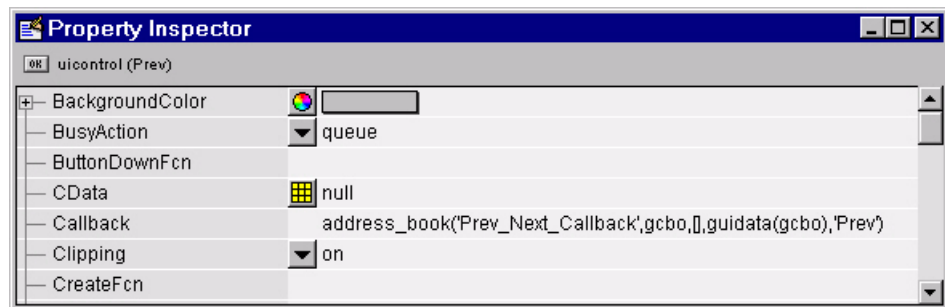 Property Inspector
OK uicontrol (Prev)
BackgroundColor
BusyAction queue
ButtonDownFcn
CData null
Callback address_book('Prev_Next_Callback',gcbo,[],guidata(gcbo),'Prev')
Clipping on
CreateFcn